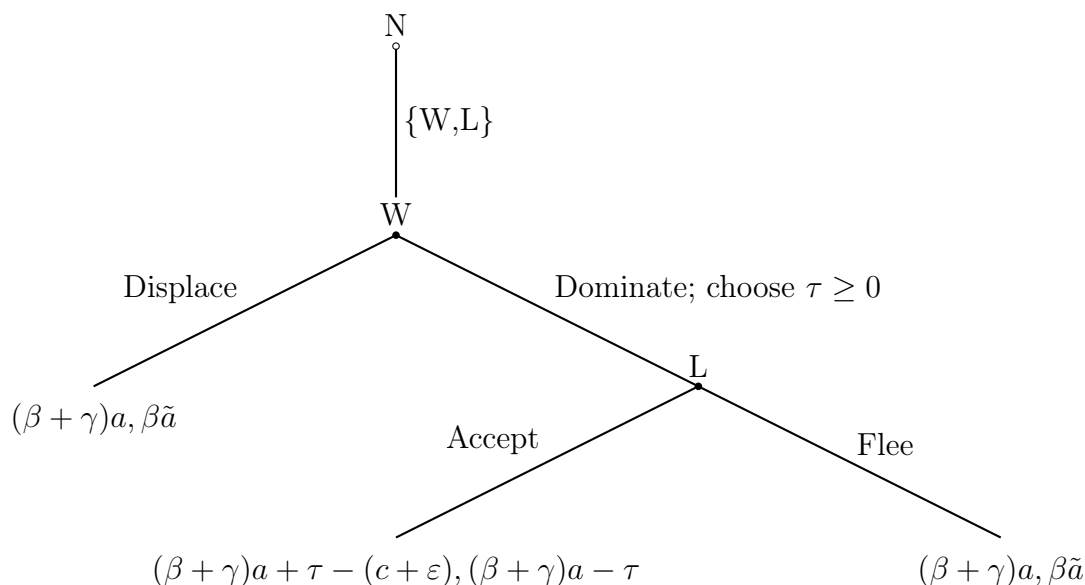 N
{W,L}
W
Displace
Dominate; choose τ ≥ 0
L
(β + γ)a, βã
Accept
Flee
(β + γ)a + τ − (c + ε), (β + γ)a − τ
(β + γ)a, βã